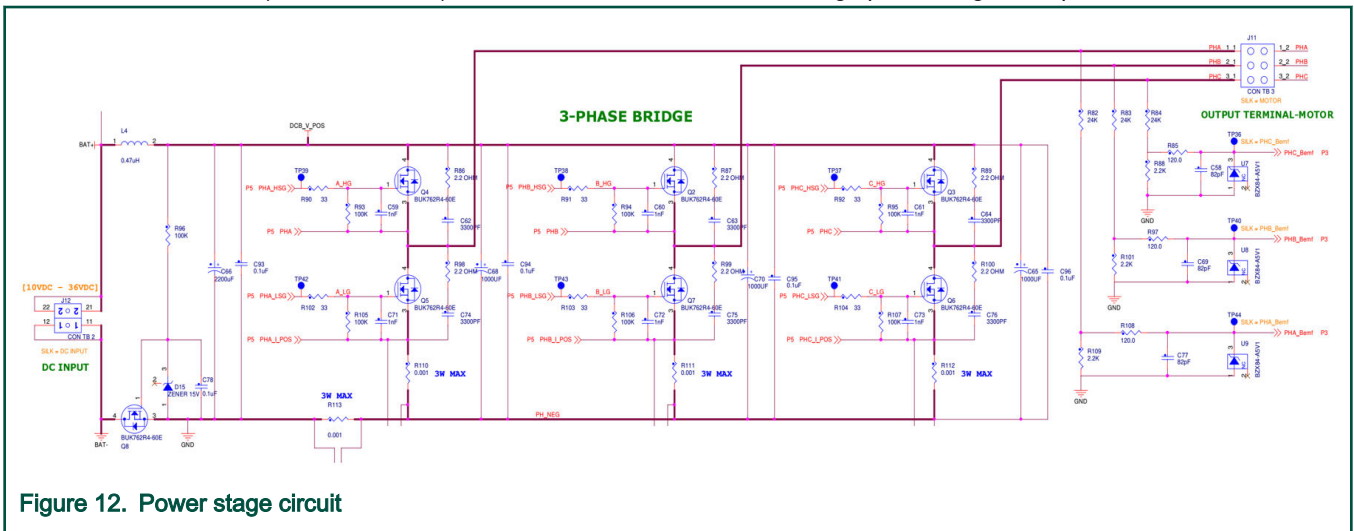 J11
PHA 1_1 1_2 PHA
PHB 2_1 2_2 PHB
PHC 3_1 3_2 PHC
CON TB 3
SILK = MOTOR
OUTPUT TERMINAL-MOTOR
3-PHASE BRIDGE
DCB_V_POS
L4
BAT+ 1 2
0.47uH
R82
24K
R83
24K
R84
24K
TP36
SILK = PHC_Bemf
R85
120.0
PHC_Bemf P3
R88
2.2K
C58
82pF
BZX84-A5V1
GND
TP39
P5 PHA_HSG
A_HG
R90 33
R93
100K
C59
1nF
Q4
BUK762R4-60E
R86
2.2 OHM
C62
3300PF
P5 PHA
TP38
P5 PHB_HSG
B_HG
R91 33
R94
100K
C60
1nF
Q2
BUK762R4-60E
R87
2.2 OHM
C63
3300PF
P5 PHB
TP37
P5 PHC_HSG
C_HG
R92 33
R95
100K
C61
1nF
Q3
BUK762R4-60E
R89
2.2 OHM
C64
3300PF
P5 PHC
TP40
SILK = PHB_Bemf
R97
120.0
PHB_Bemf P3
R101
2.2K
C69
82pF
U8
BZX84-A5V1
GND
R96
100K
C66
2200uF
C93
0.1uF
TP42
P5 PHA_LSG
A_LG
R102 33
R105
100K
C71
1nF
Q5
BUK762R4-60E
R98
2.2 OHM
C74
3300PF
P5 PHA_I_POS
C68
1000UF
C94
0.1uF
TP43
P5 PHB_LSG
B_LG
R103 33
R106
100K
C72
1nF
Q7
BUK762R4-60E
R99
2.2 OHM
C75
3300PF
P5 PHB_I_POS
C70
1000UF
C95
0.1uF
TP41
P5 PHC_LSG
C_LG
R104 33
R107
100K
C73
1nF
Q6
BUK762R4-60E
R100
2.2 OHM
C76
3300PF
P5 PHC_I_POS
C65
1000UF
C96
0.1uF
TP44
SILK = PHA_Bemf
R108
120.0
PHA_Bemf P3
R109
2.2K
C77
82pF
U9
BZX84-A5V1
GND
[10VDC - 36VDC]
J12
22 21
12 11
CON TB 2
SILK = DC INPUT
DC INPUT
D15
ZENER 15V
C78
0.1uF
BUK762R4-60E
Q8
BAT-
GND
R110
0.001 3W MAX
3W MAX
R113
0.001
PH_NEG
R111
0.001
R112
0.001 3W MAX
Figure 12. Power stage circuit